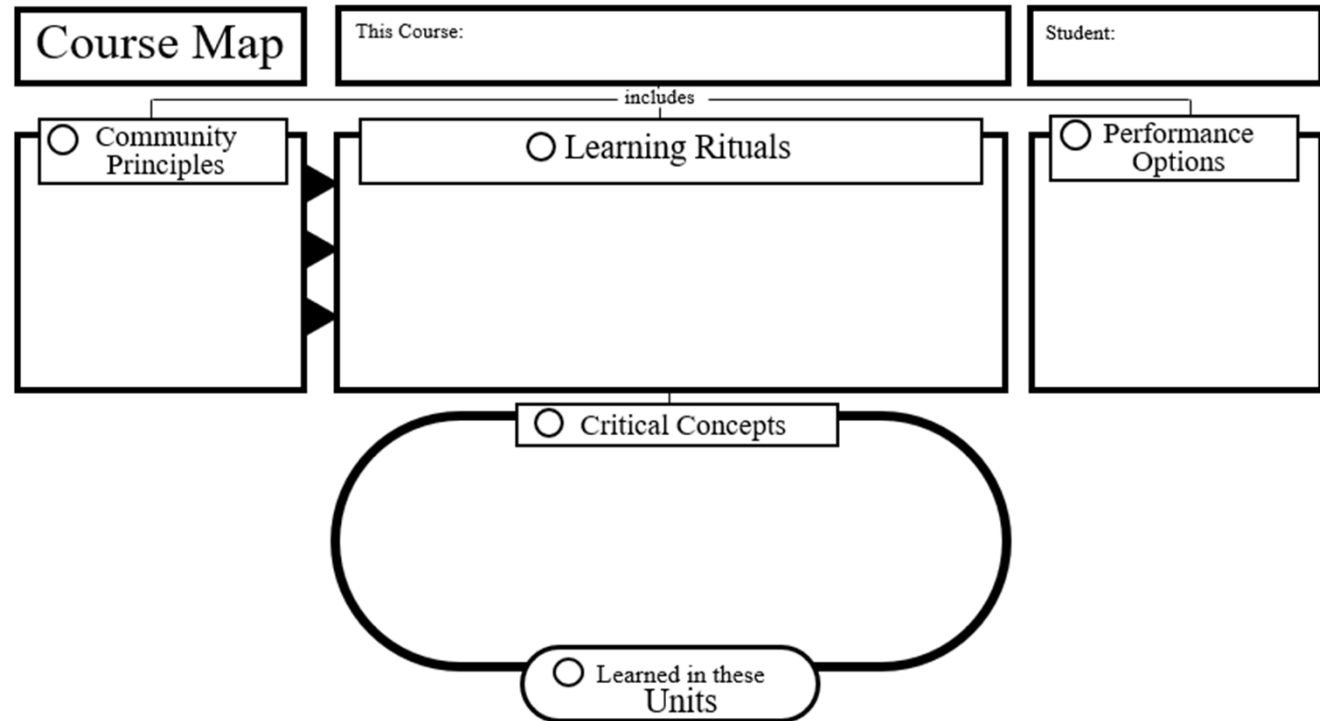 Course Map
This Course:
Student:
includes
Community
Principles
Learning Rituals
Performance
Options
Critical Concepts
Learned in these
Units